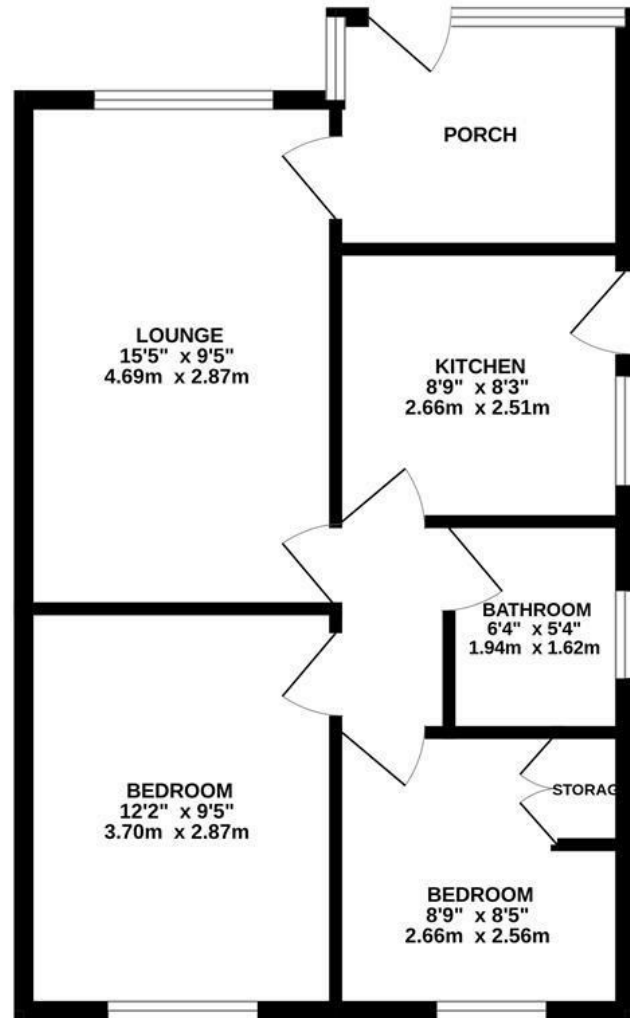 PORCH
LOUNGE
15'5" x 9'5"
4.69m x 2.87m
KITCHEN
8'9" x 8'3"
2.66m x 2.51m
BATHROOM
6'4" x 5'4"
1.94m x 1.62m
BEDROOM
12'2" x 9'5"
3.70m x 2.87m
STORAG
BEDROOM
8'9" x 8'5"
2.66m x 2.56m